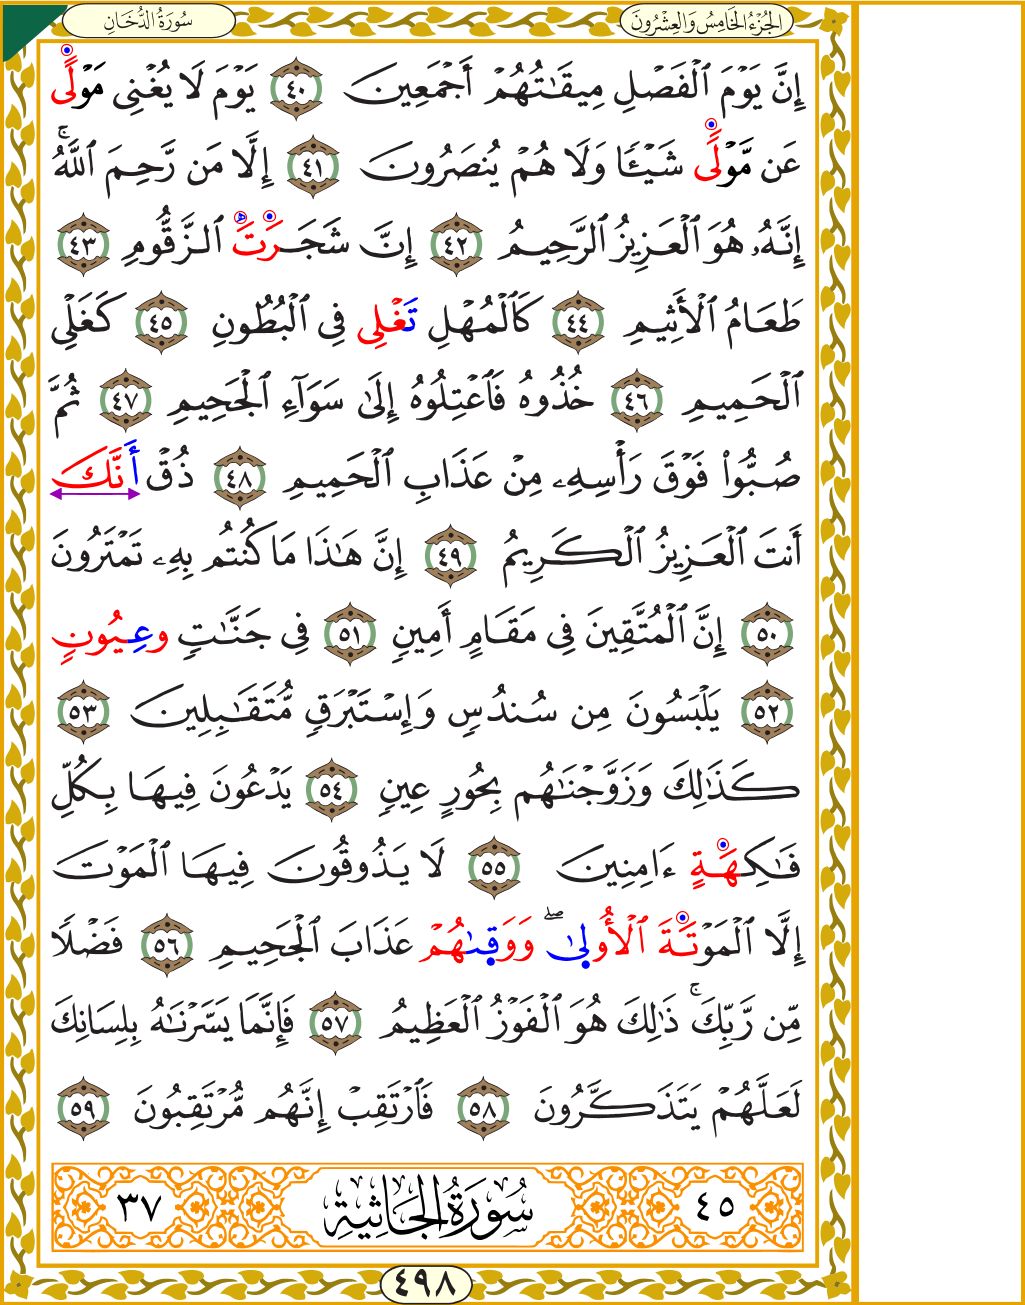 سُورَةُ الدُّخَانِ
الجُزْءُ الخَامِسُ وَالعِشْرُونَ
إِنَّ يَوْمَ ٱلْفَصْلِ مِيقَٰتُهُمْ أَجْمَعِينَ ٤٠ يَوْمَ لَا يُغْنِى مَوْلًى
عَن مَّوْلًى شَيْـًٔا وَلَا هُمْ يُنصَرُونَ ٤١ إِلَّا مَن رَّحِمَ ٱللَّهُ ۚ
إِنَّهُۥ هُوَ ٱلْعَزِيزُ ٱلرَّحِيمُ ٤٢ إِنَّ شَجَرَتَ ٱلزَّقُّومِ ٤٣
طَعَامُ ٱلْأَثِيمِ ٤٤ كَٱلْمُهْلِ تَغْلِى فِى ٱلْبُطُونِ ٤٥ كَغَلْىِ
ٱلْحَمِيمِ ٤٦ خُذُوهُ فَٱعْتِلُوهُ إِلَىٰ سَوَآءِ ٱلْجَحِيمِ ٤٧ ثُمَّ
صُبُّوا۟ فَوْقَ رَأْسِهِۦ مِنْ عَذَابِ ٱلْحَمِيمِ ٤٨ ذُقْ أَنَّكَ
أَنتَ ٱلْعَزِيزُ ٱلْكَرِيمُ ٤٩ إِنَّ هَٰذَا مَا كُنتُم بِهِۦ تَمْتَرُونَ
٥٠ إِنَّ ٱلْمُتَّقِينَ فِى مَقَامٍ أَمِينٍ ٥١ فِى جَنَّٰتٍ وعِيُونٍ
٥٢ يَلْبَسُونَ مِن سُندُسٍ وَإِسْتَبْرَقٍ مُّتَقَٰبِلِينَ ٥٣
كَذَٰلِكَ وَزَوَّجْنَٰهُم بِحُورٍ عِينٍ ٥٤ يَدْعُونَ فِيهَا بِكُلِّ
فَٰكِهَةٍ ءَامِنِينَ ٥٥ لَا يَذُوقُونَ فِيهَا ٱلْمَوْتَ
إِلَّا ٱلْمَوْتَةَ ٱلْأُولِىٰ ۖ وَوَقِىٰهُمْ عَذَابَ ٱلْجَحِيمِ ٥٦ فَضْلًا
مِّن رَّبِّكَ ۚ ذَٰلِكَ هُوَ ٱلْفَوْزُ ٱلْعَظِيمُ ٥٧ فَإِنَّمَا يَسَّرْنَٰهُ بِلِسَانِكَ
لَعَلَّهُمْ يَتَذَكَّرُونَ ٥٨ فَٱرْتَقِبْ إِنَّهُم مُّرْتَقِبُونَ ٥٩
٤٥ سُورَةُ الجَاثِيَةِ ٣٧
٤٩٨